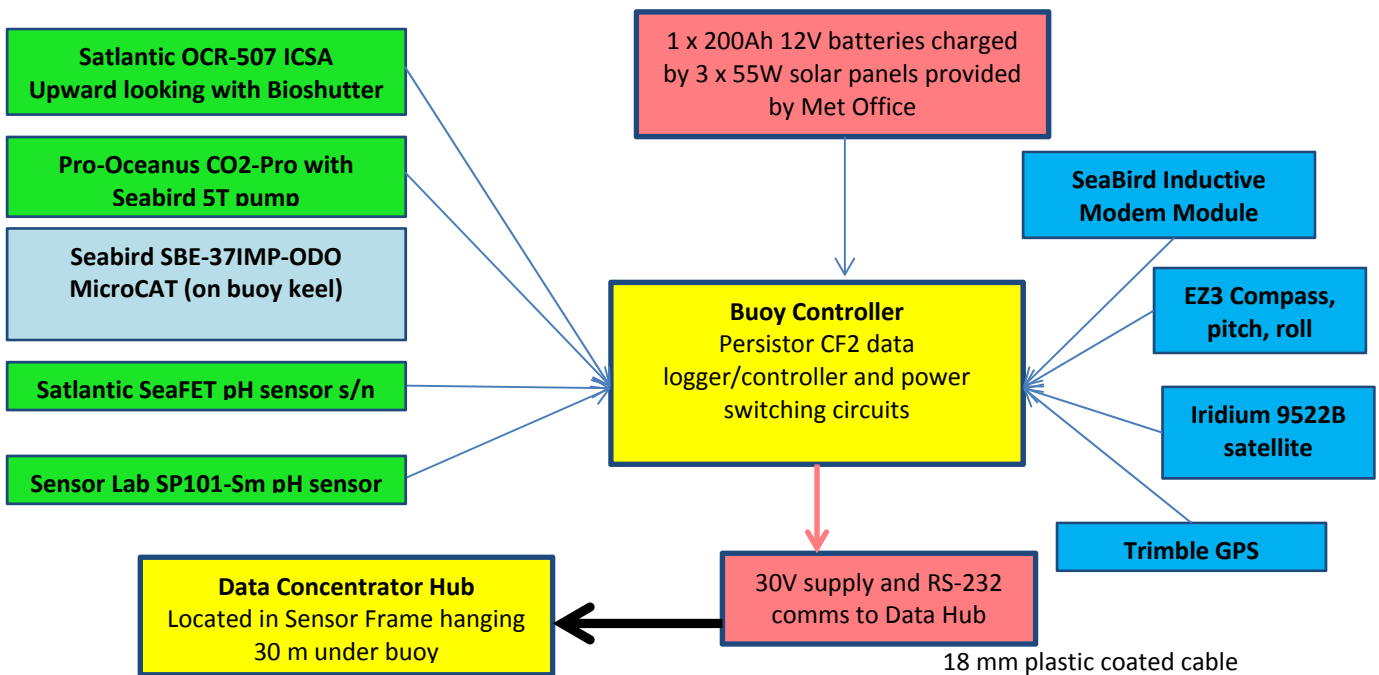 Satlantic OCR-507 ICSA
Upward looking with Bioshutter
Pro-Oceanus CO2-Pro with
Seabird 5T pump
Seabird SBE-37IMP-ODO
MicroCAT (on buoy keel)
Satlantic SeaFET pH sensor s/n
Sensor Lab SP101-Sm pH sensor
1 x 200Ah 12V batteries charged
by 3 x 55W solar panels provided
by Met Office
Buoy Controller
Persistor CF2 data
logger/controller and power
switching circuits
SeaBird Inductive
Modem Module
EZ3 Compass,
pitch, roll
Iridium 9522B
satellite
Trimble GPS
Data Concentrator Hub
Located in Sensor Frame hanging
30 m under buoy
30V supply and RS-232
comms to Data Hub
18 mm plastic coated cable